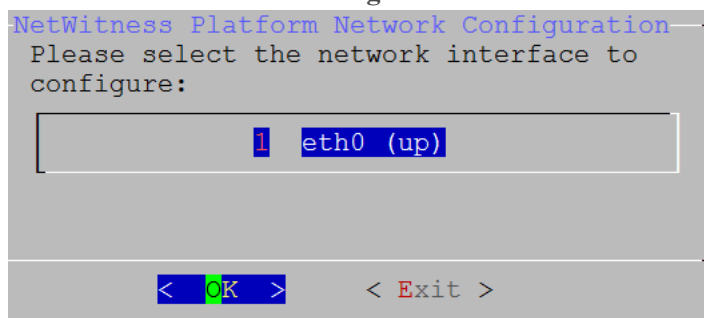 NetWitness Platform Network Configuration
Please select the network interface to
configure:
1 eth0 (up)
< OK > < Exit >